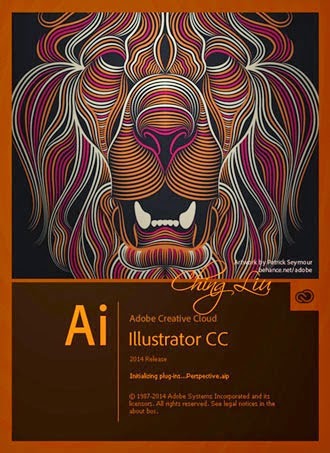 Artwork by Patrick Seymour
behance.net/adobe
Ching Liu
Ai
Adobe Creative Cloud
Illustrator CC
2014 Release
Initializing plug-ins...Perspective.aip
© 1987-2014 Adobe Systems Incorporated and its
licensors. All rights reserved. See legal notices in the
about box.